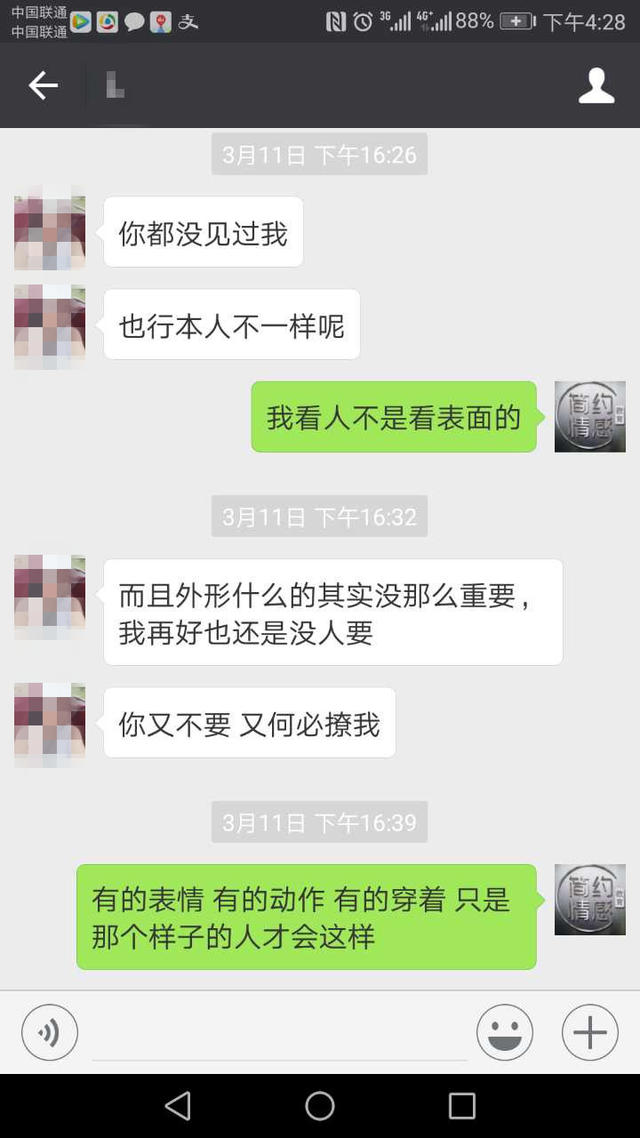 中国联通
中国联通
3G 4G+ 88% 下午4:28
L
3月11日 下午16:26
你都没见过我
也行本人不一样呢
我看人不是看表面的
简约
情感
3月11日 下午16:32
而且外形什么的其实没那么重要，
我再好也还是没人要
你又不要 又何必撩我
3月11日 下午16:39
有的表情 有的动作 有的穿着 只是
那个样子的人才会这样
简约
情感